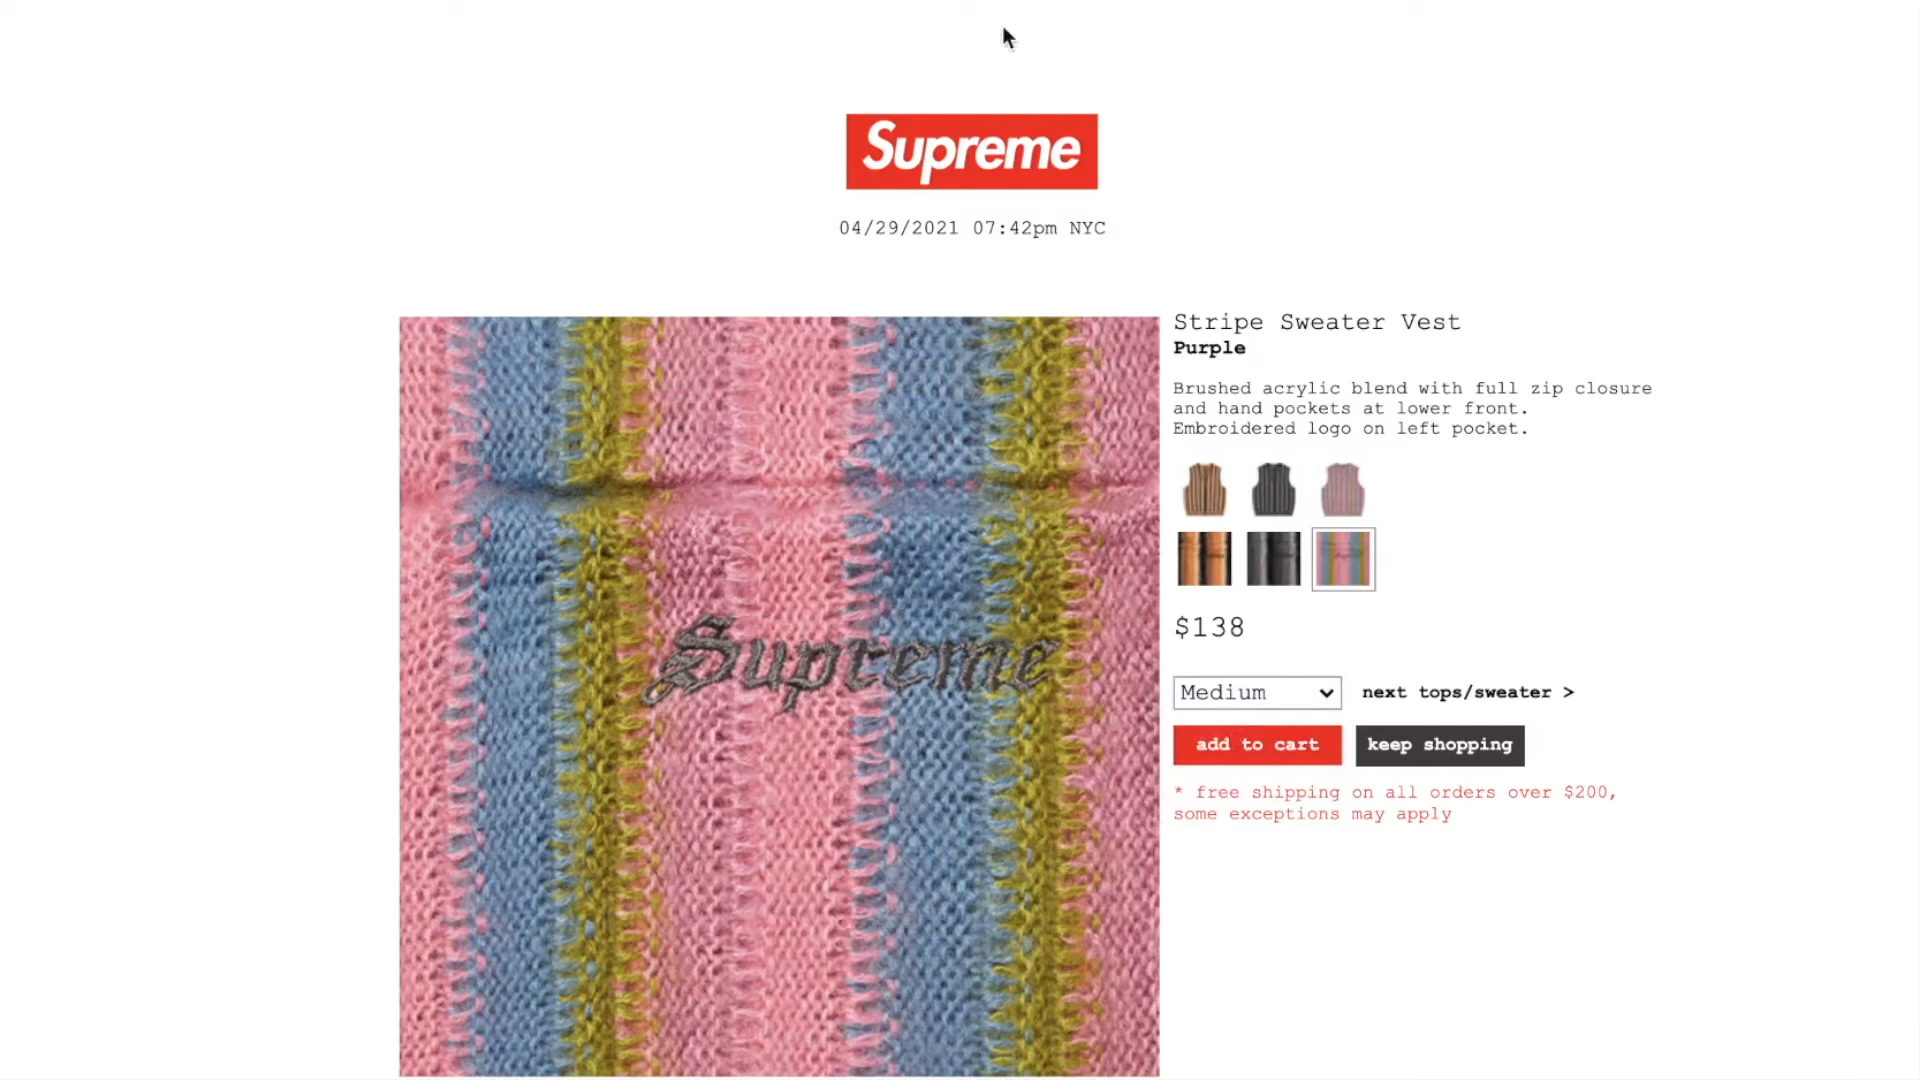 Supreme
04/29/2021 07:42pm NYC
Stripe Sweater Vest
Purple
Brushed acrylic blend with full zip closure
and hand pockets at lower front.
Embroidered logo on left pocket.
Supreme
$138
Medium
next tops/sweater >
add to cart
keep shopping
* free shipping on all orders over $200,
some exceptions may apply